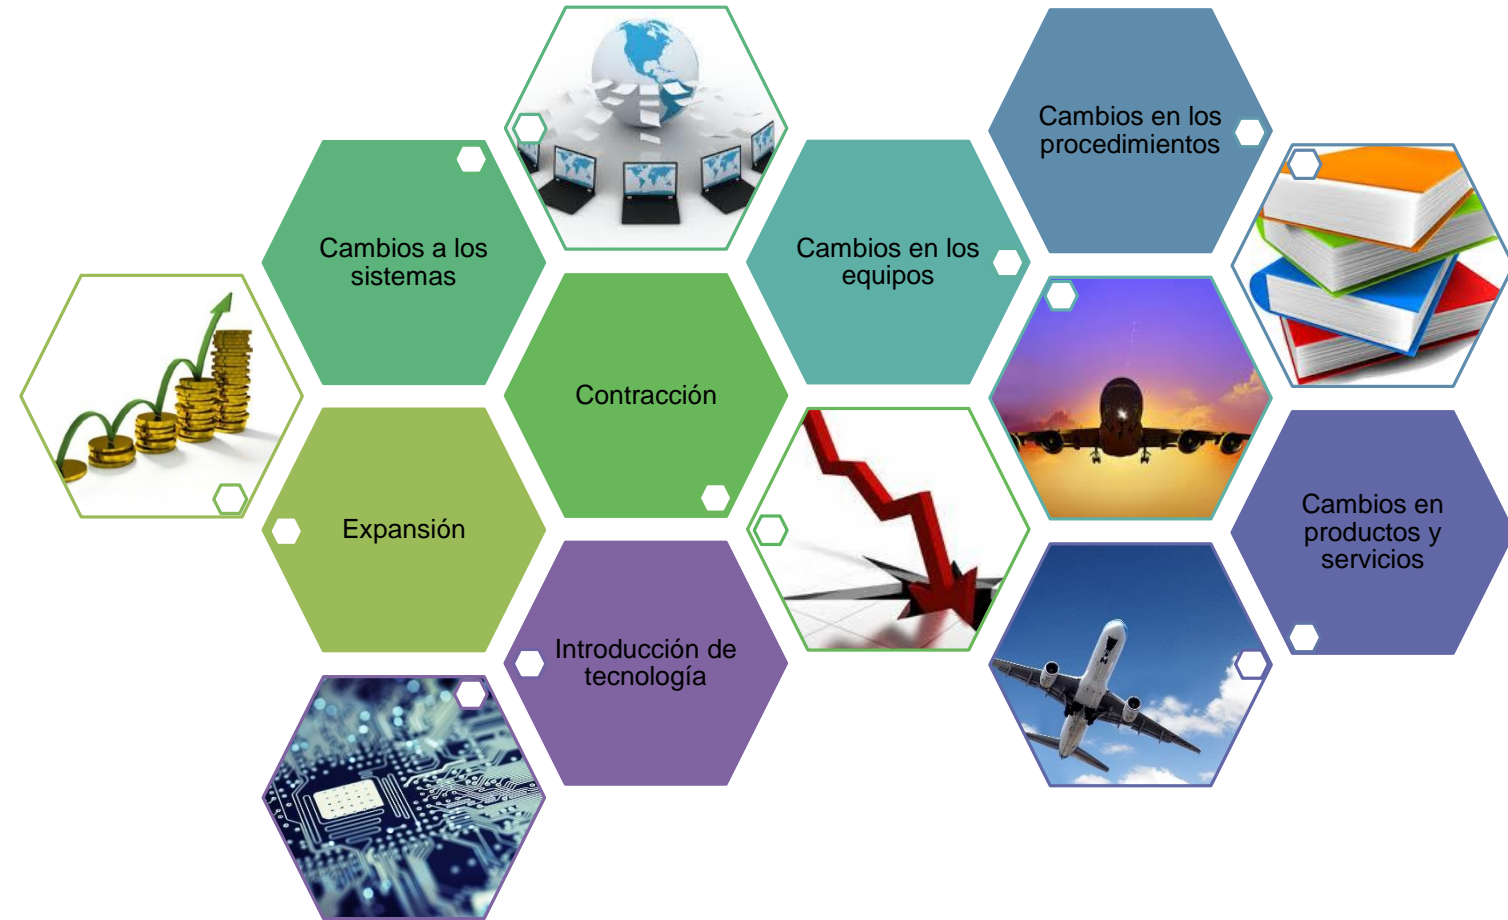 Cambios en los
procedimientos
Cambios a los
sistemas
Cambios en los
equipos
Contracción
Expansión
Cambios en
productos y
servicios
Introducción de
tecnología